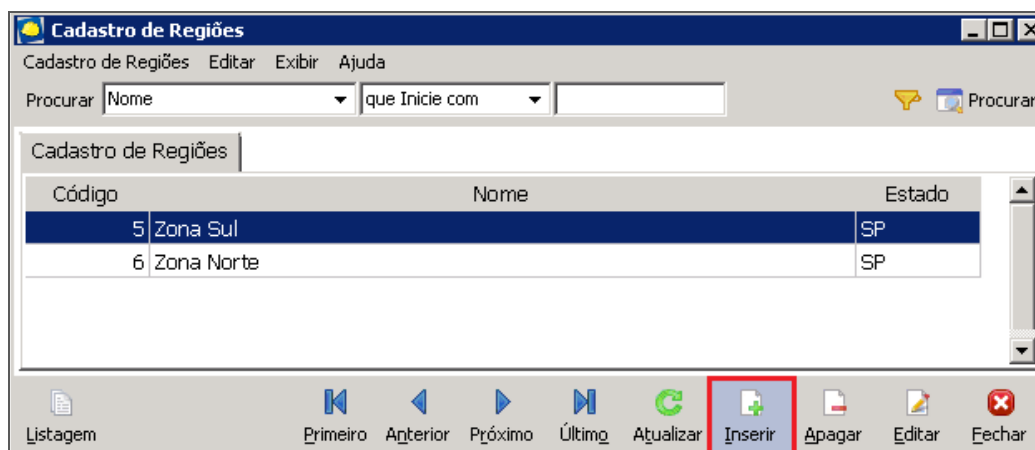 Cadastro de Regiões
Cadastro de Regiões Editar Exibir Ajuda
Procurar Nome que Inicie com Procurar
Cadastro de Regiões
Código Nome Estado
5 Zona Sul SP
6 Zona Norte SP
Listagem Primeiro Anterior Próximo Último Atualizar Inserir Apagar Editar Fechar